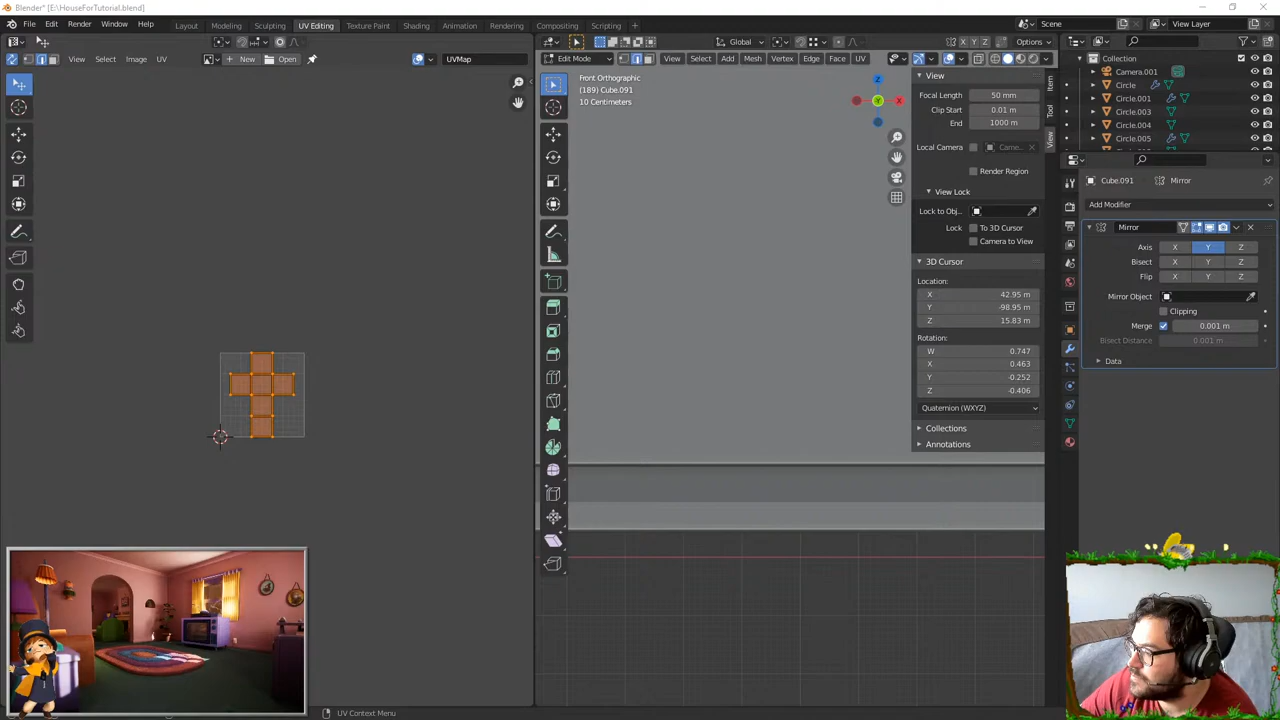 Blender* [E:\HouseForTutorial.blend]
File Edit Render Window Help Layout Modeling Sculpting UV Editing Texture Paint Shading Animation Rendering Compositing Scripting + Scene View Layer
Global X Y Z Options
View Select Image UV New Open UVMap Edit Mode View Select Add Mesh Vertex Edge Face UV
Front Orthographic
(189) Cube.091
10 Centimeters
Z
Y
X
View
Focal Length 50 mm
Clip Start 0.01 m
End 1000 m
Local Camera Came..
Render Region
View Lock
Lock to Obj..
Lock To 3D Cursor
Camera to View
3D Cursor
Location:
X 42.95 m
Y -98.95 m
Z 15.83 m
Rotation:
W 0.747
X 0.463
Y -0.252
Z -0.406
Quaternion (WXYZ)
Collections
Annotations
Item
Tool
View
Collection
Camera.001
Circle
Circle.001
Circle.003
Circle.004
Circle.005
Cube.091 Mirror
Add Modifier
Mirror
Axis X Y Z
Bisect X Y Z
Flip X Y Z
Mirror Object
Clipping
Merge 0.001 m
Bisect Distance 0.001 m
Data
UV Context Menu